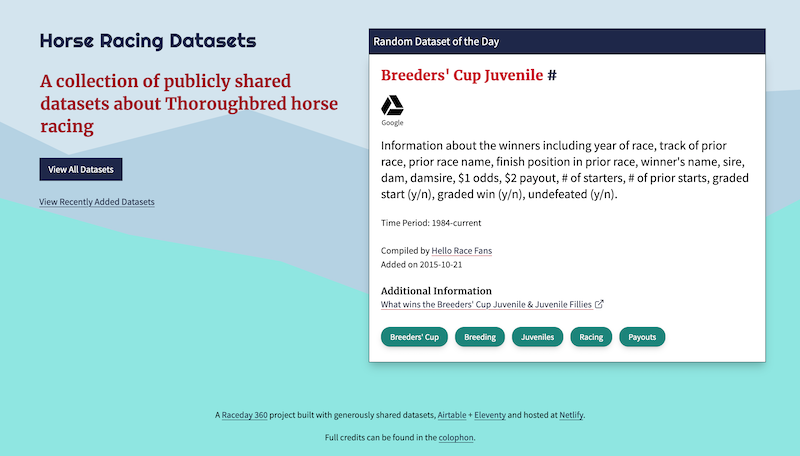 Horse Racing Datasets
A collection of publicly shared
datasets about Thoroughbred horse
racing
View All Datasets
View Recently Added Datasets
Random Dataset of the Day
Breeders' Cup Juvenile #
Google
Information about the winners including year of race, track of prior
race, prior race name, finish position in prior race, winner's name, sire,
dam, damsire, $1 odds, $2 payout, # of starters, # of prior starts, graded
start (y/n), graded win (y/n), undefeated (y/n).
Time Period: 1984-current
Compiled by Hello Race Fans
Added on 2015-10-21
Additional Information
What wins the Breeders' Cup Juvenile & Juvenile Fillies
Breeders' Cup
Breeding
Juveniles
Racing
Payouts
A Raceday 360 project built with generously shared datasets, Airtable + Eleventy and hosted at Netlify.
Full credits can be found in the colophon.